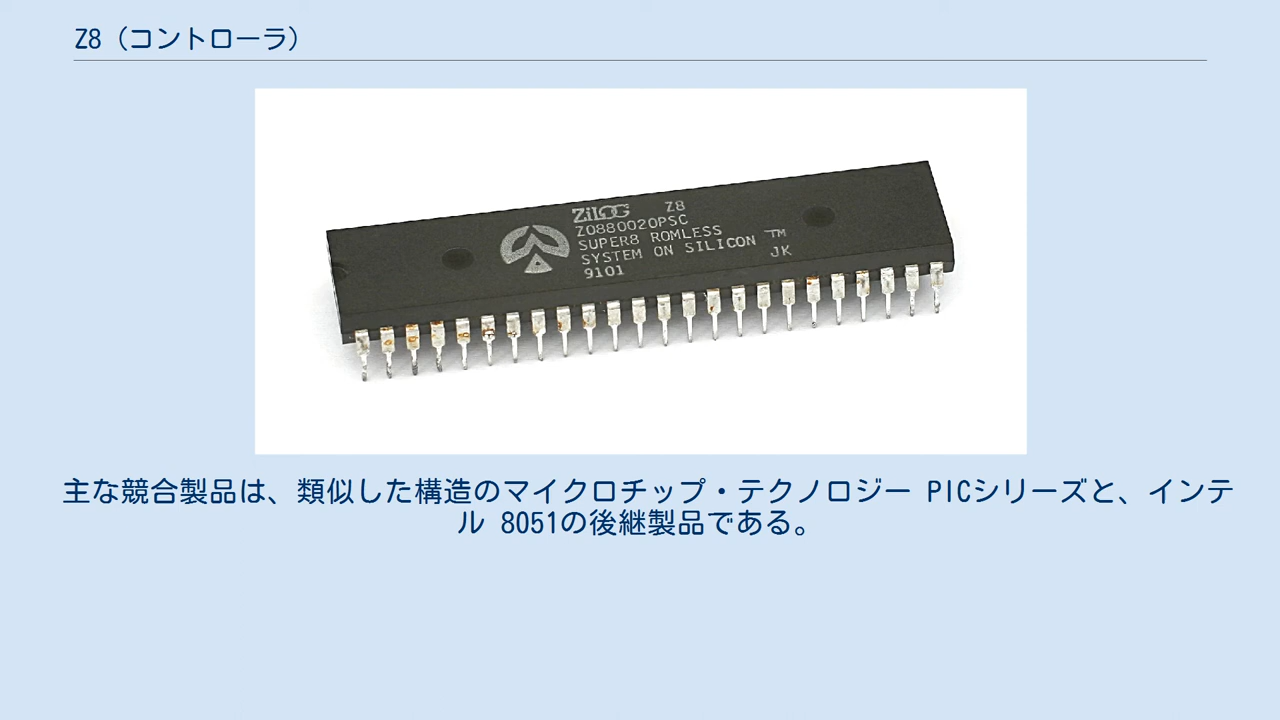 Z8（コントローラ）
ZiLOG Z8
Z0880020PSC
SUPER8 ROMLESS
SYSTEM ON SILICON ™
9101 JK
主な競合製品は、類似した構造のマイクロチップ・テクノロジー PICシリーズと、インテ
ル 8051の後継製品である。